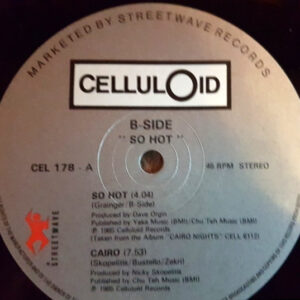 MARKETED BY STREETWAVE RECORDS
CELLULOID
B-SIDE
" SO HOT "
CEL 178 - A
45 RPM STEREO
SO HOT (4.04)
(Grainger/B-Side)
Produced by Dave Orgin
Published by Yaka Music (BMI)/Chu Teh Music (BMI)
℗ 1985 Celluloid Records
(Taken from the Album "CAIRO NIGHTS" CELL 6112)
CAIRO (7.53)
(Skopelitis/Bustello/Zekri)
Produced by Nicky Skopelitis
Published by Chu Teh Music (BMI)
℗ 1985 Celluloid Records
STREETWAVE